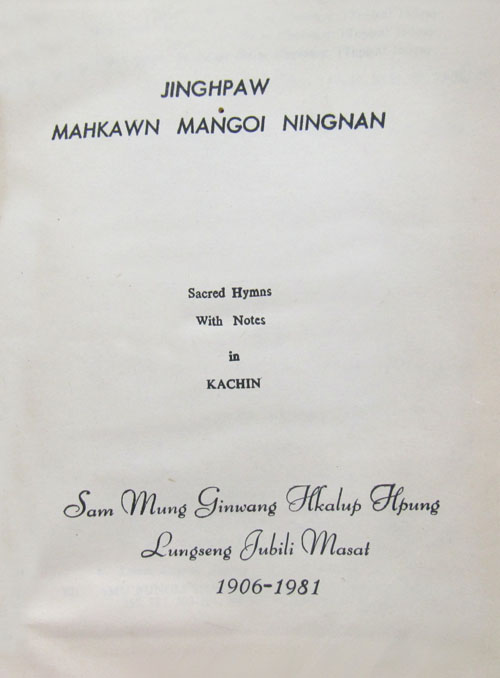 JINGHPAW
MAHKAWN MANGOI NINGNAN
Sacred Hymns
With Notes
in
KACHIN
Sam Mung Ginwang Hkalup Hpung
Lungseng Jubili Masat
1906-1981